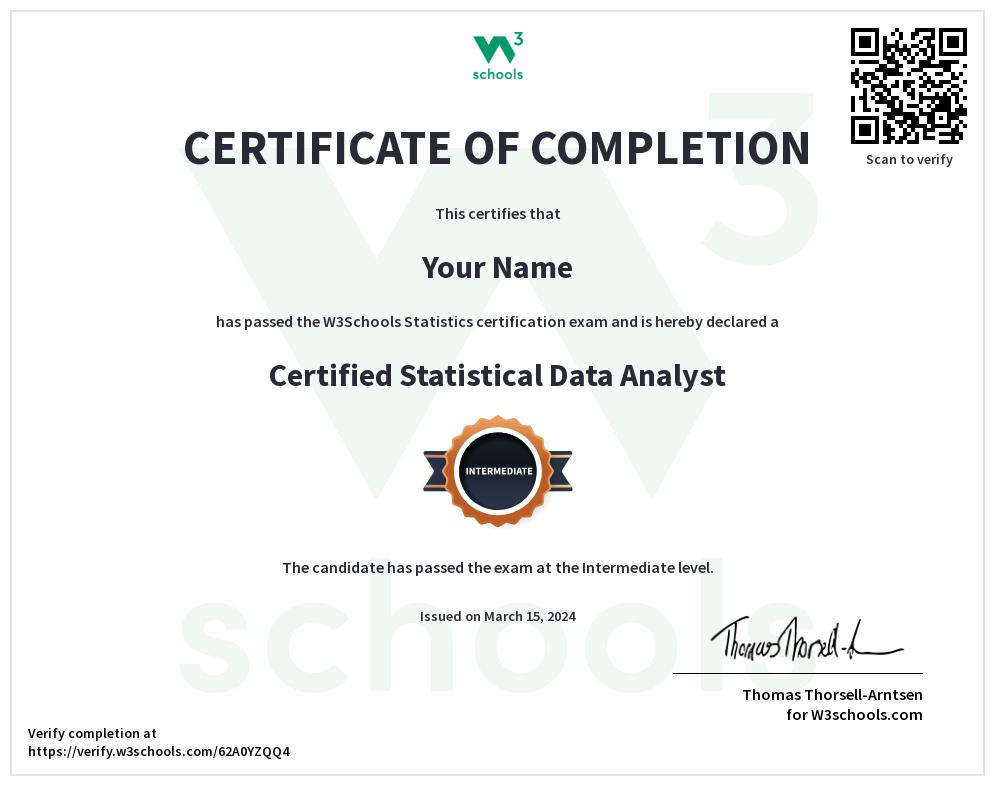 W3
schools
Scan to verify
CERTIFICATE OF COMPLETION
This certifies that
Your Name
has passed the W3Schools Statistics certification exam and is hereby declared a
Certified Statistical Data Analyst
INTERMEDIATE
The candidate has passed the exam at the Intermediate level.
Issued on March 15, 2024
Thomas Thorsell-A
Thomas Thorsell-Arntsen
for W3schools.com
Verify completion at
https://verify.w3schools.com/62A0YZQQ4
W3
schools